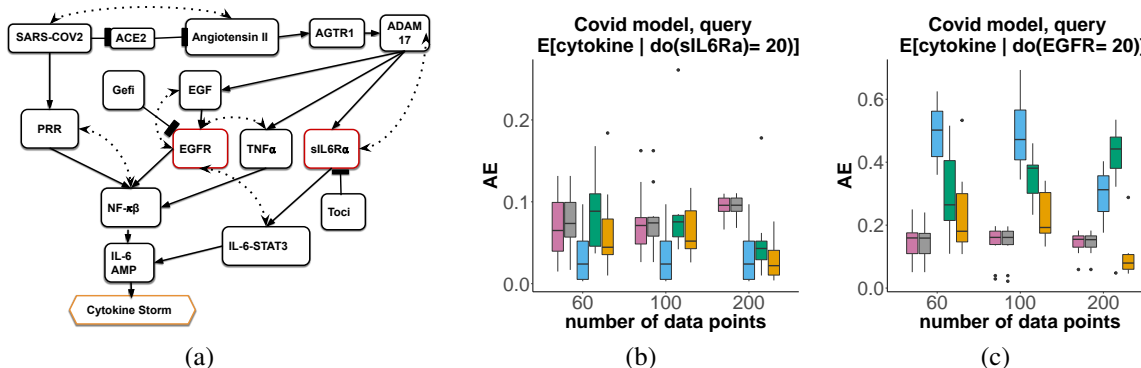 SARS-COV2
ACE2
Angiotensin II
AGTR1
ADAM
17
Gefi
EGF
PRR
EGFR
TNFα
sIL6Rα
NF-πβ
Toci
IL-6-STAT3
IL-6
AMP
Cytokine Storm
(a)
Covid model, query
E[cytokine | do(sIL6Ra)= 20)]
AE
0.2
0.1
0.0
60 100 200
number of data points
(b)
Covid model, query
E[cytokine | do(EGFR= 20)]
AE
0.6
0.4
0.2
0.0
60 100 200
number of data points
(c)